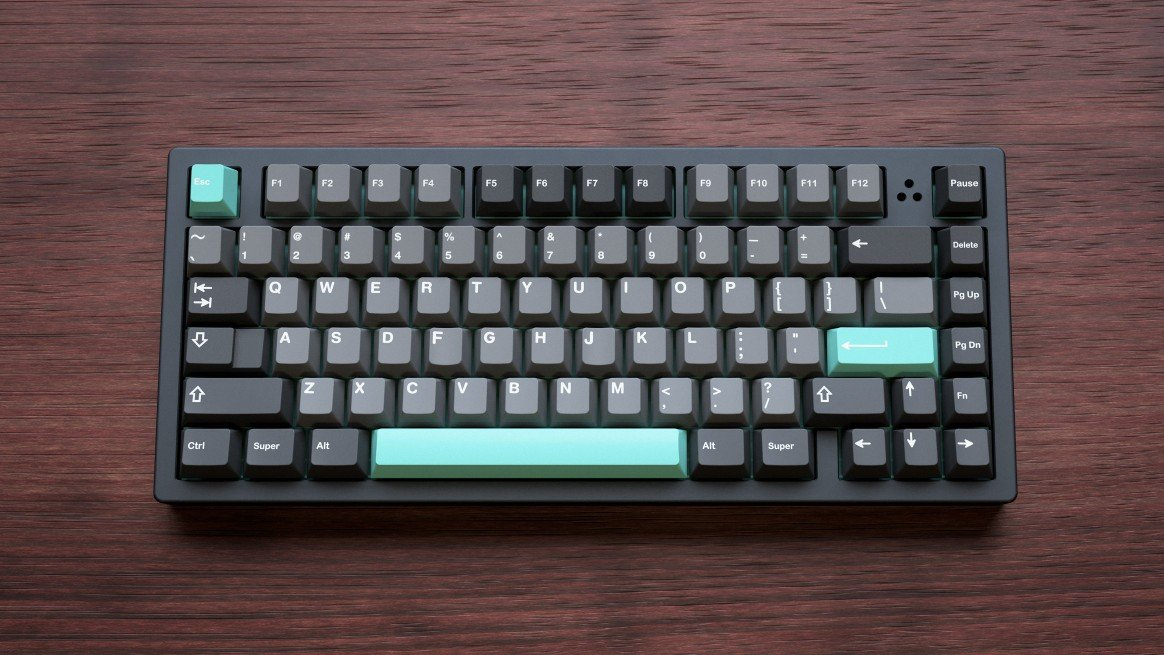 Esc F1 F2 F3 F4 F5 F6 F7 F8 F9 F10 F11 F12 Pause
~ ! @ # $ % ^ & * ( ) _ +
` 1 2 3 4 5 6 7 8 9 0 - = ← Delete
⇤ Q W E R T Y U I O P { } | Pg Up
⇥ [ ] \
⇩ A S D F G H J K L : " ← Pg Dn
; '
⇧ Z X C V B N M < > ? ⇧ ↑ Fn
, . /
Ctrl Super Alt Alt Super ← ↓ →